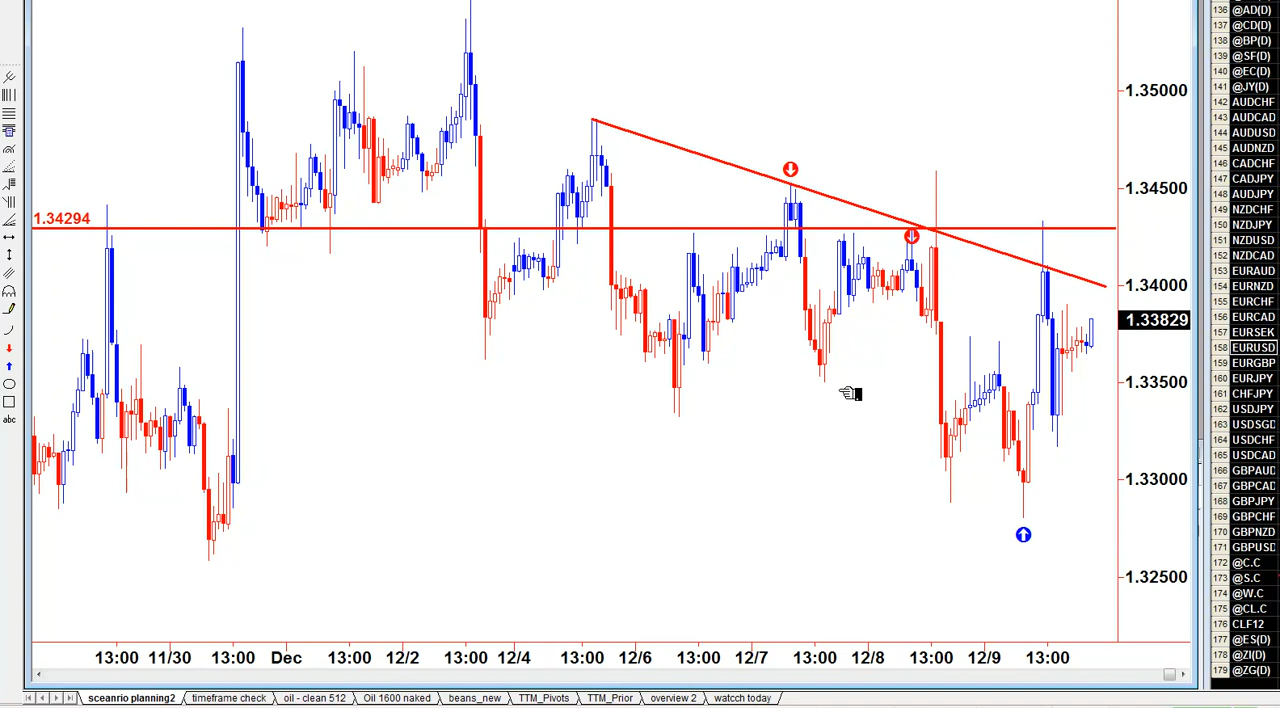 1.35000
1.34500
1.34294
1.34000
1.33829
1.33500
1.33000
1.32500
13:00 11/30 13:00 Dec 13:00 12/2 13:00 12/4 13:00 12/6 13:00 12/7 13:00 12/8 13:00 12/9 13:00
abc
sceanrio planning2 timeframe check oil - clean 512 Oil 1600 naked beans_new TTM_Pivots TTM_Prior overview 2 watcch today
136 @AD(D)
137 @CD(D)
138 @BP(D)
139 @SF(D)
140 @EC(D)
141 @JY(D)
142 AUDCHF
143 AUDCAD
144 AUDUSD
145 AUDNZD
146 CADCHF
147 CADJPY
148 AUDJPY
149 NZDCHF
150 NZDJPY
151 NZDUSD
152 NZDCAD
153 EURAUD
154 EURNZD
155 EURCHF
156 EURCAD
157 EURSEK
158 EURUSD
159 EURGBP
160 EURJPY
161 CHFJPY
162 USDJPY
163 USDSGD
164 USDCHF
165 USDCAD
166 GBPAUD
167 GBPCAD
168 GBPJPY
169 GBPCHF
170 GBPNZD
171 GBPUSD
172 @C.C
173 @S.C
174 @W.C
175 @CL.C
176 CLF12
177 @ES(D)
178 @ZI(D)
179 @ZG(D)